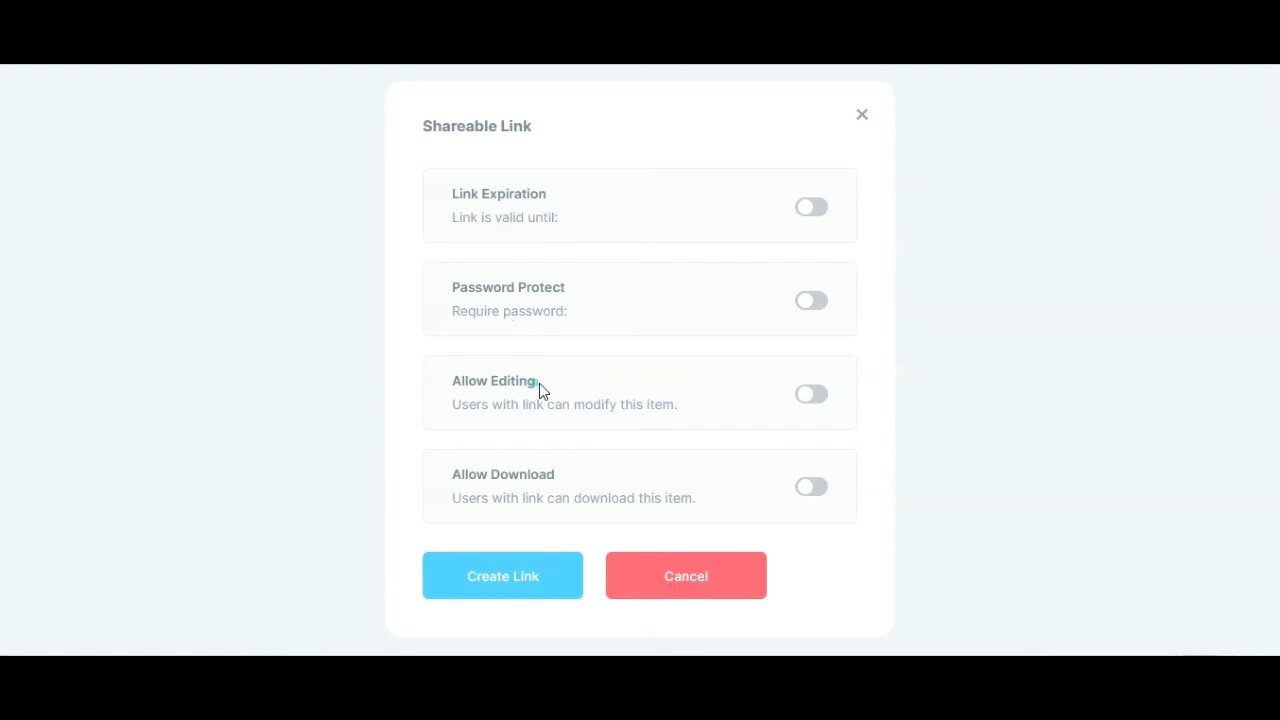 Shareable Link
Link Expiration
Link is valid until:
Password Protect
Require password:
Allow Editing
Users with link can modify this item.
Allow Download
Users with link can download this item.
Create Link
Cancel